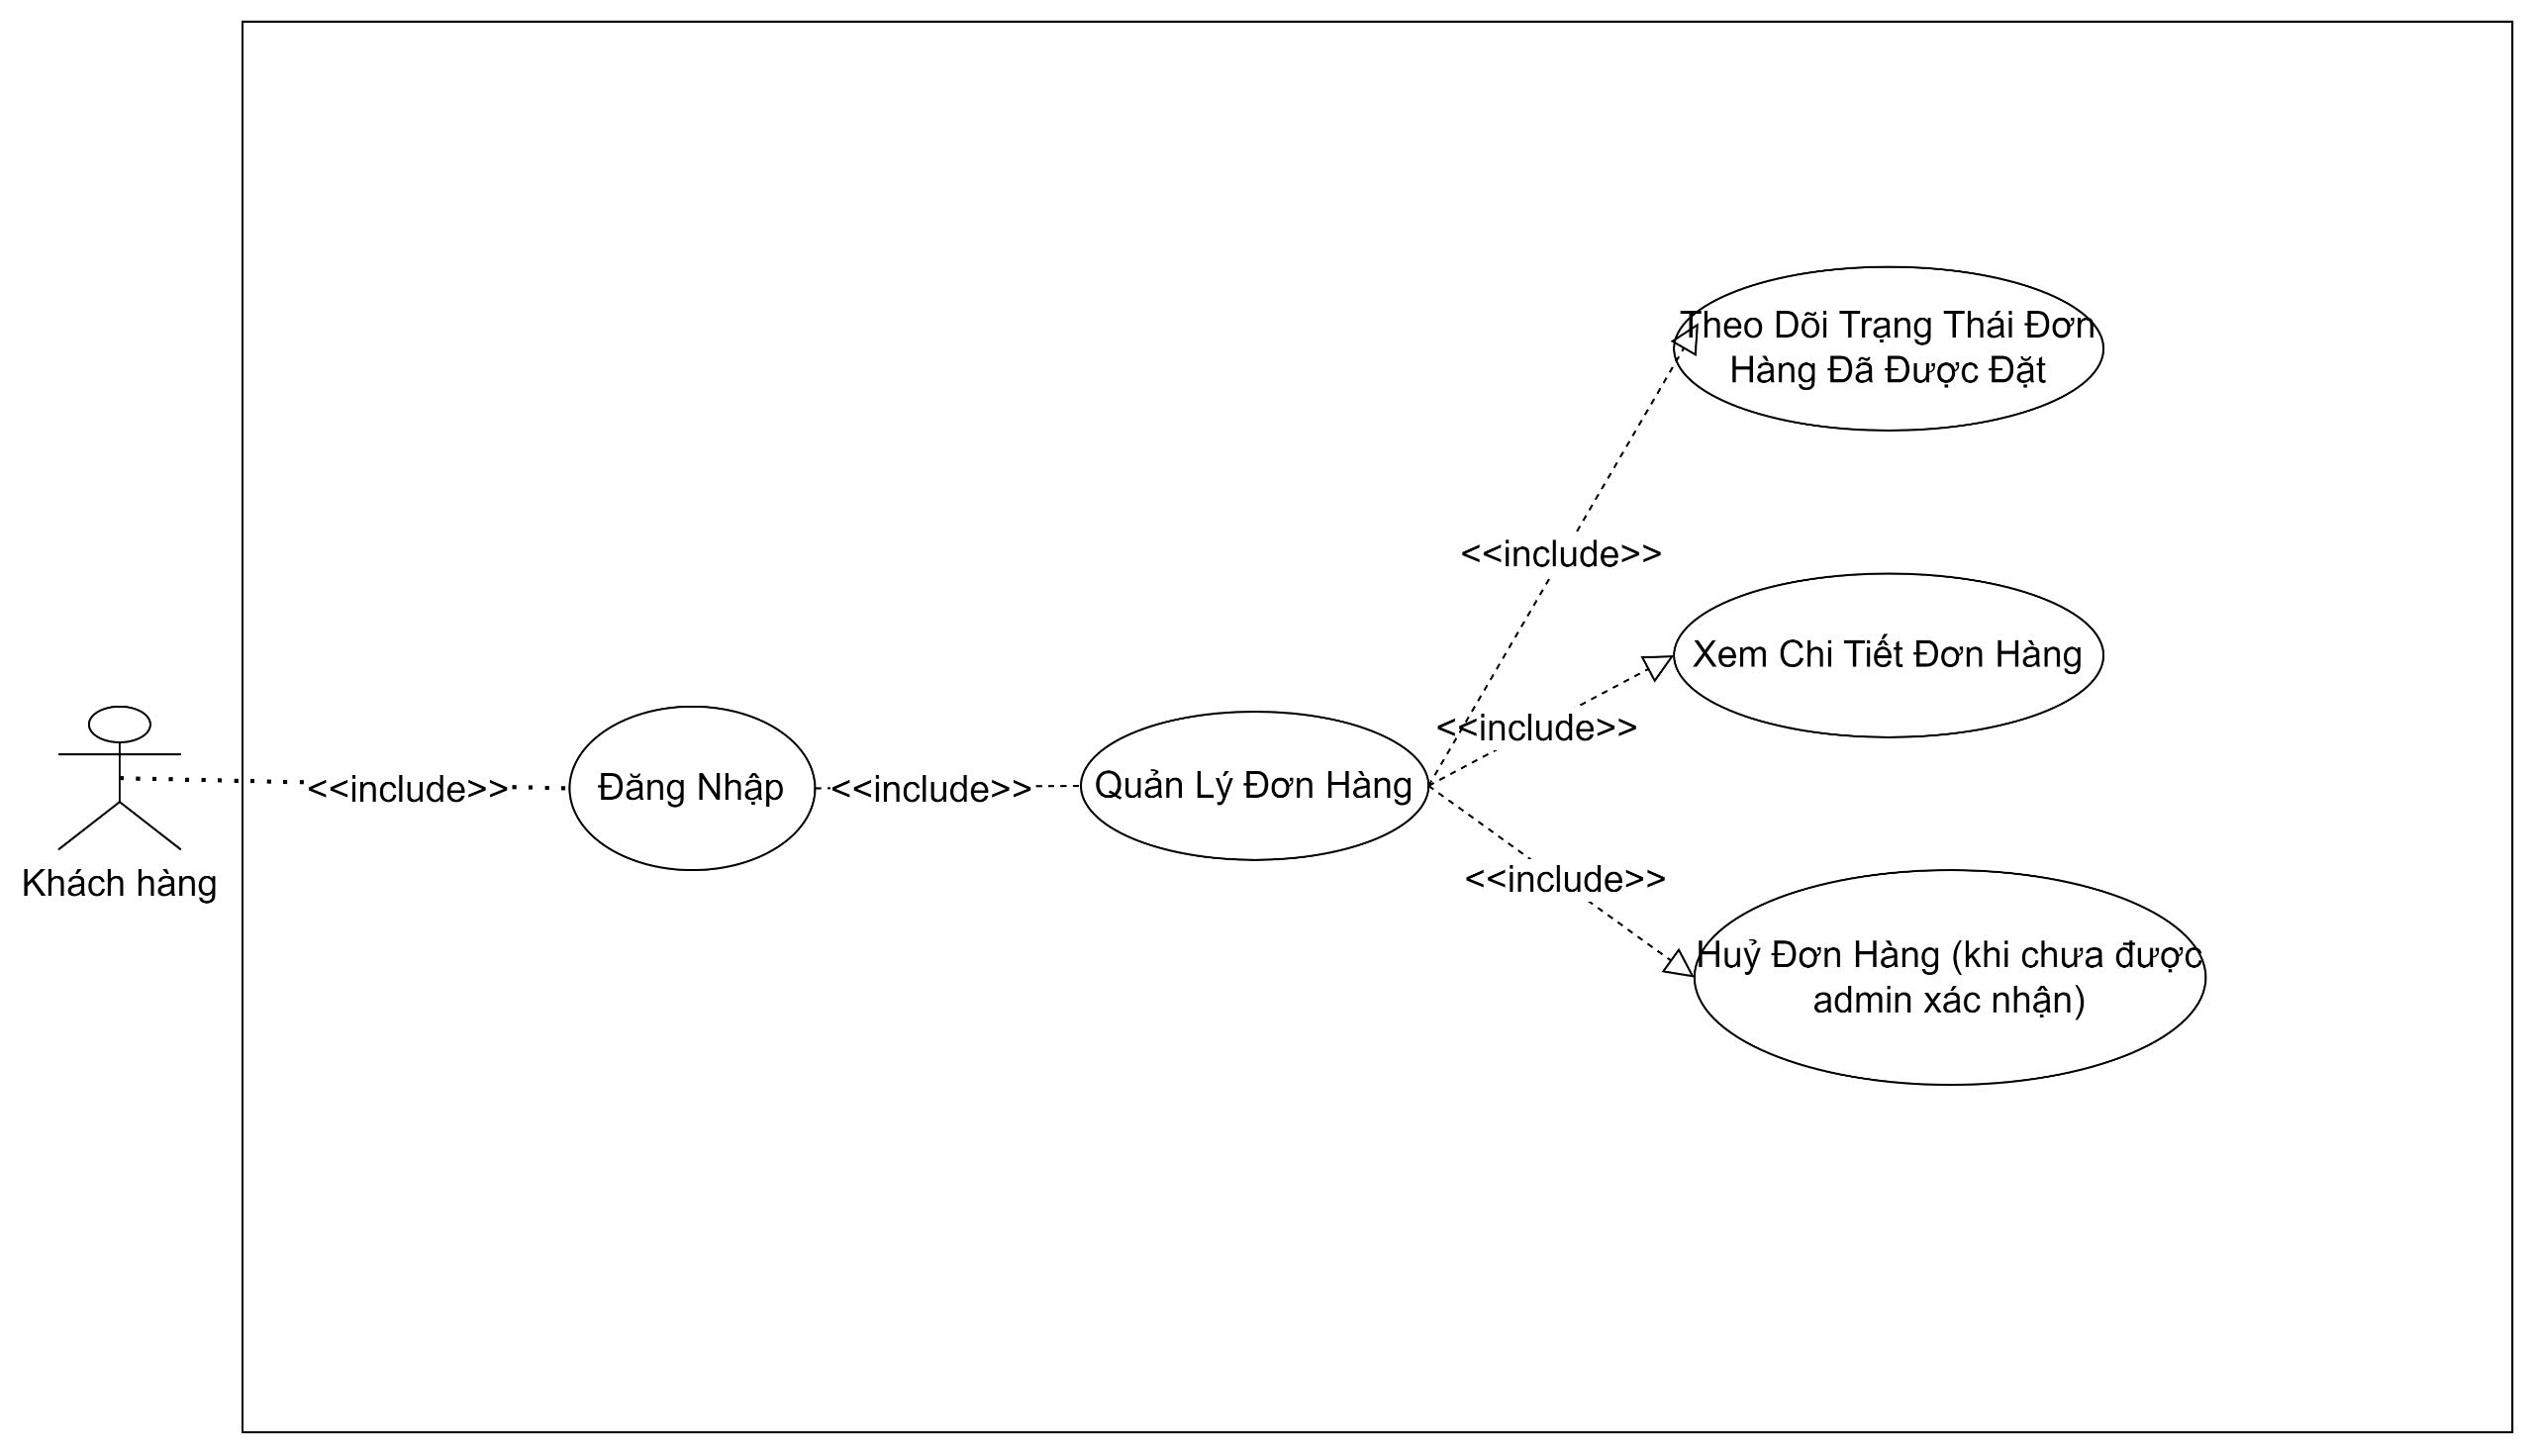 Theo Dõi Trạng Thái Đơn
Hàng Đã Được Đặt
<<include>>
Xem Chi Tiết Đơn Hàng
<<include>>
Khách hàng
<<include>>
Đăng Nhập
<<include>>
Quản Lý Đơn Hàng
<<include>>
Huỷ Đơn Hàng (khi chưa được
admin xác nhận)